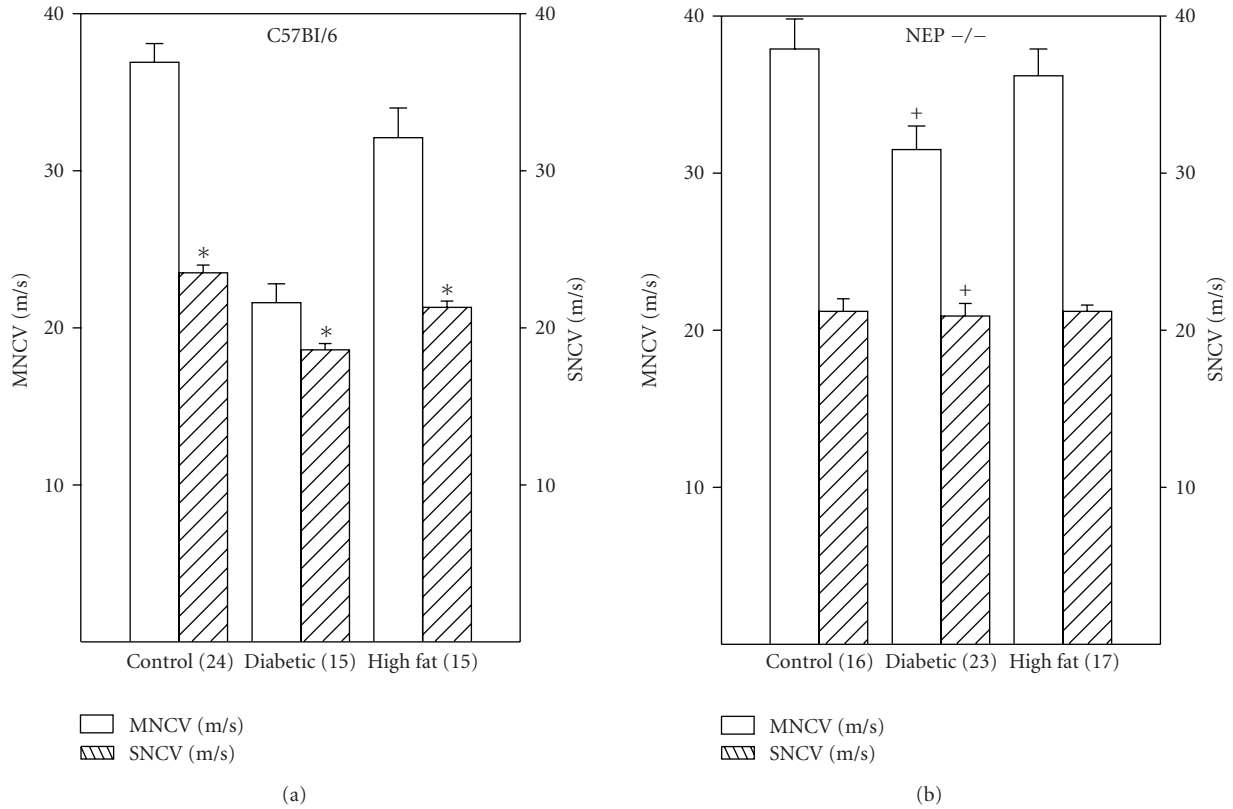 C57BI/6
40
30
20
10
MNCV (m/s)
40
30
20
10
SNCV (m/s)
*
*
*
Control (24) Diabetic (15) High fat (15)
MNCV (m/s)
SNCV (m/s)
(a)
NEP −/−
40
30
20
10
MNCV (m/s)
40
30
20
10
SNCV (m/s)
+
+
Control (16) Diabetic (23) High fat (17)
MNCV (m/s)
SNCV (m/s)
(b)